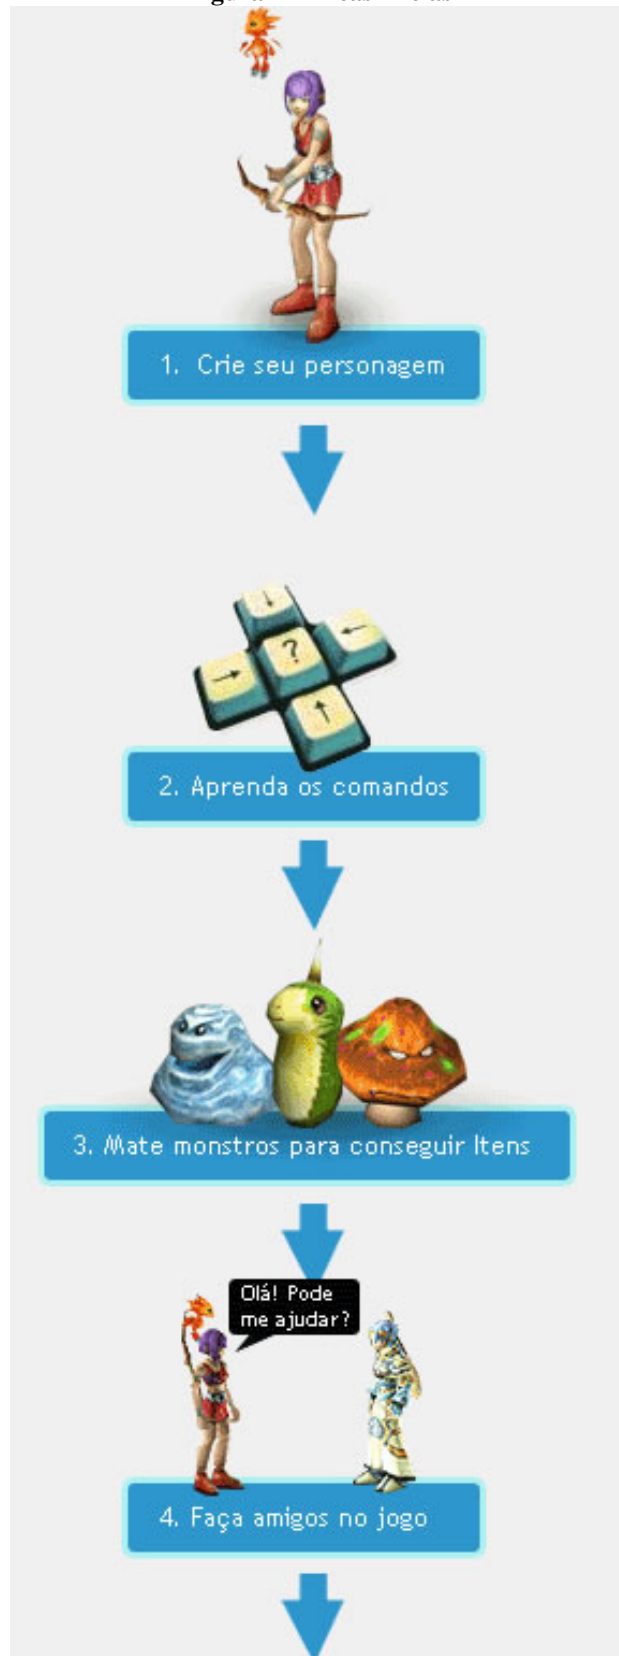 1. Crie seu personagem
?
2. Aprenda os comandos
3. Mate monstros para conseguir Itens
Olá! Pode
me ajudar?
4. Faça amigos no jogo